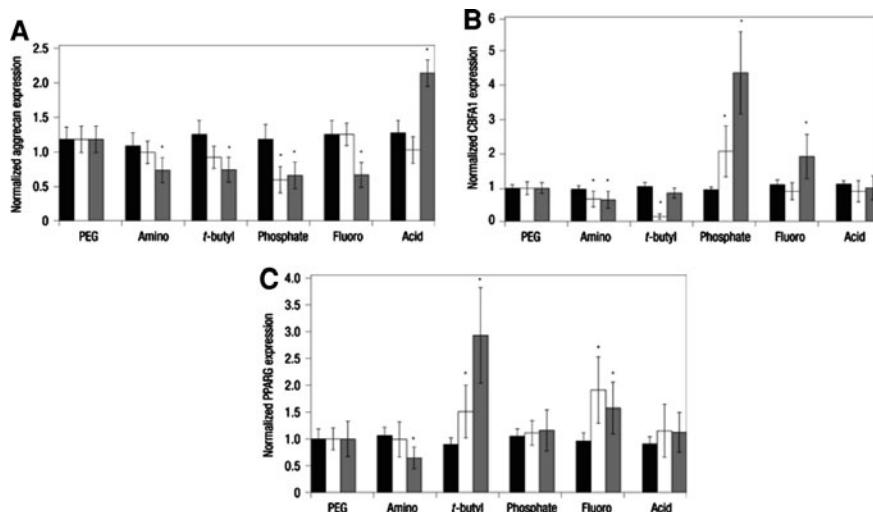 A
Normalized aggrecan expression
2.5
2.0
1.5
1.0
0.5
0
PEG Amino t-butyl Phosphate Fluoro Acid
* * * * * *
B
Normalized CBFA1 expression
6
5
4
2
1
0
PEG Amino t-butyl Phosphate Fluoro Acid
* * * * * *
C
Normalized PPARG expression
4.0
3.5
3.0
2.5
2.0
1.5
1.0
0.5
0
PEG Amino t-butyl Phosphate Fluoro Acid
* * * * *